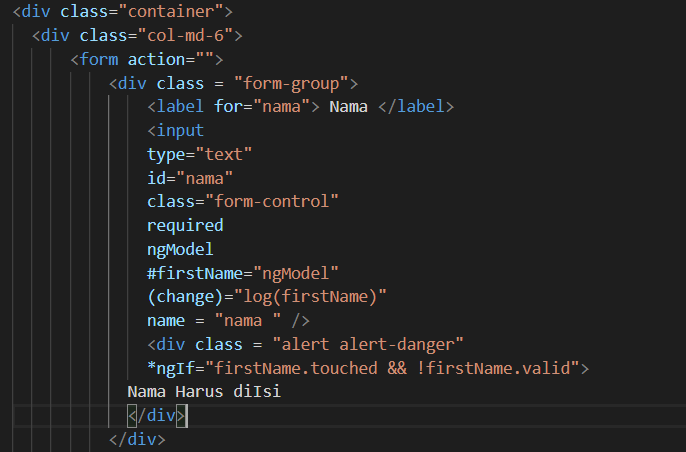 <div class="container">
<div class="col-md-6">
<form action="">
<div class = "form-group">
<label for="nama"> Nama </label>
<input
type="text"
id="nama"
class="form-control"
required
ngModel
#firstName="ngModel"
(change)="log(firstName)"
name = "nama " />
<div class = "alert alert-danger"
*ngIf="firstName.touched && !firstName.valid">
Nama Harus diIsi
</div>
</div>